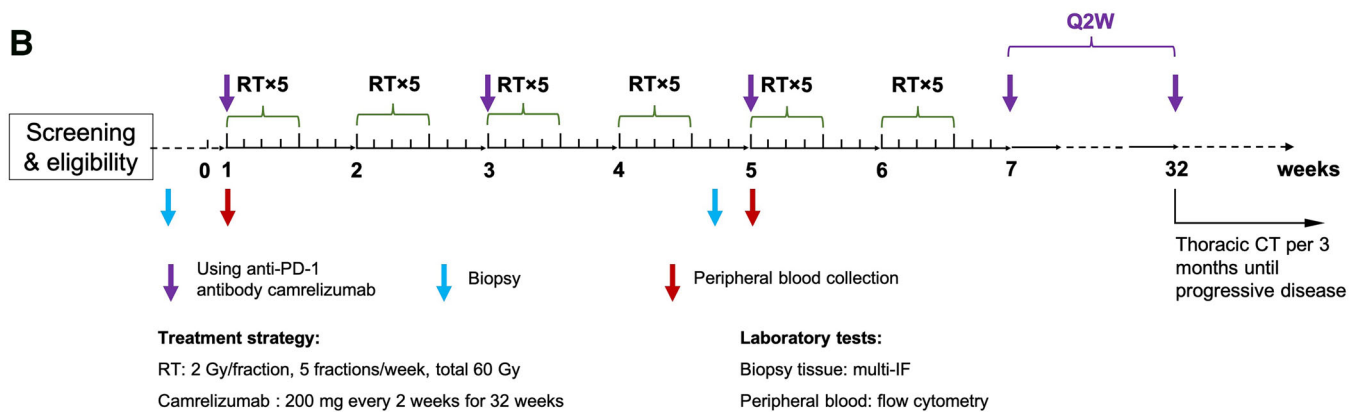 B
Q2W
RT×5 RT×5 RT×5 RT×5 RT×5 RT×5
Screening
& eligibility
0 1 2 3 4 5 6 7 32 weeks
Thoracic CT per 3
months until
progressive disease
Using anti-PD-1
antibody camrelizumab
Biopsy
Peripheral blood collection
Treatment strategy:
RT: 2 Gy/fraction, 5 fractions/week, total 60 Gy
Camrelizumab : 200 mg every 2 weeks for 32 weeks
Laboratory tests:
Biopsy tissue: multi-IF
Peripheral blood: flow cytometry